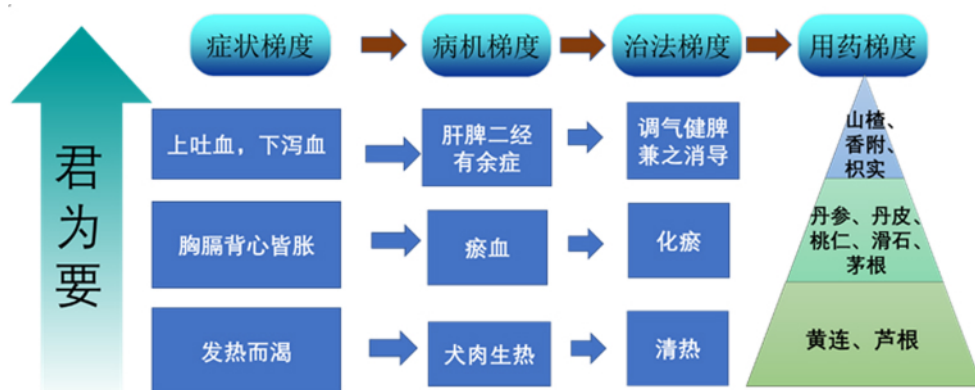 症状梯度
病机梯度
治法梯度
用药梯度
君
为
要
上吐血，下泻血
肝脾二经
有余症
调气健脾
兼之消导
山楂、
香附、
枳实
胸膈背心皆胀
瘀血
化瘀
丹参、丹皮、
桃仁、滑石、
茅根
发热而渴
犬肉生热
清热
黄连、芦根